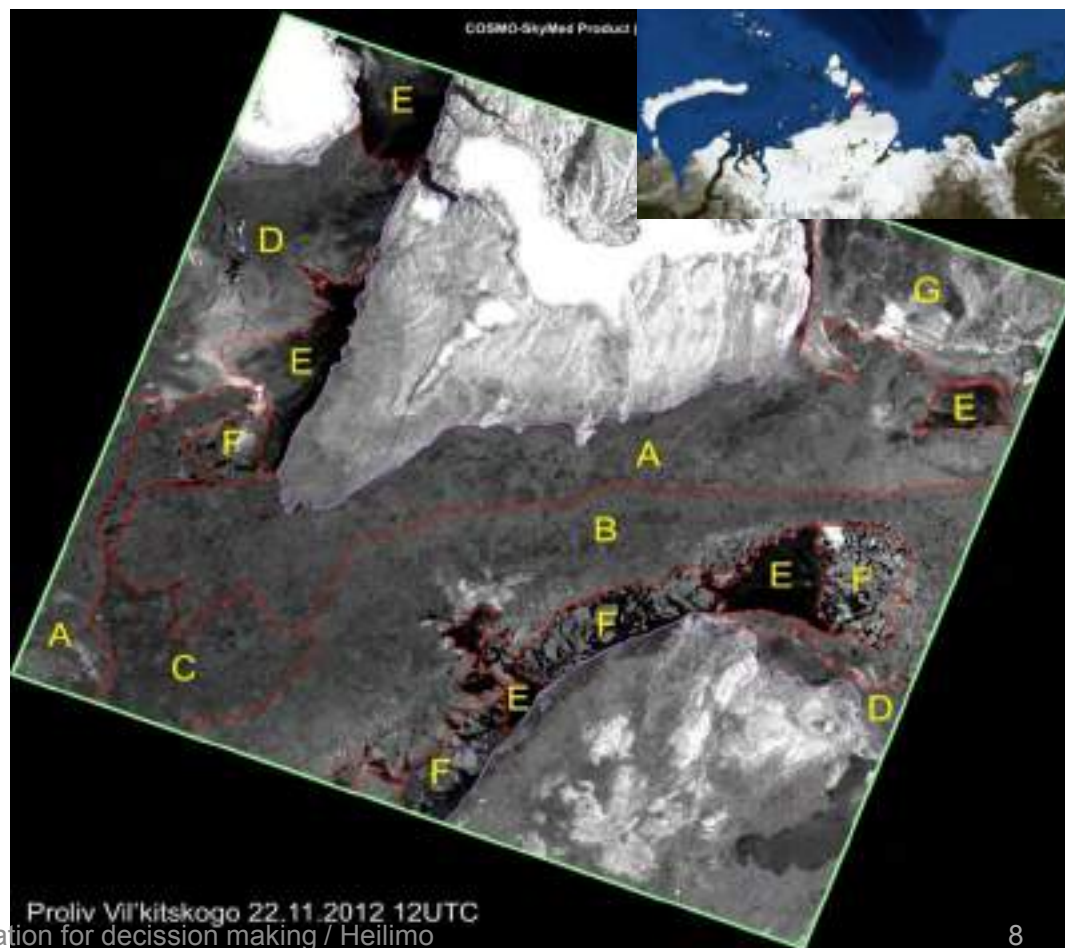 COSMO-SkyMed Product
E
D
G
E
E
F
A
B
E
F
F
A
C
E
D
F
Proliv Vil'kitskogo 22.11.2012 12UTC
ation for decission making / Heilimo
8